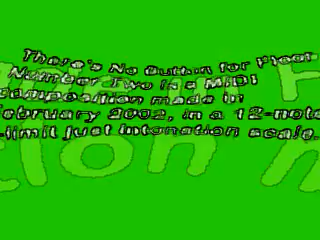 There's No Button for Floor
Number Two is a MIDI
composition made in
February 2002, in a 12-note
-limit just intonation scale.